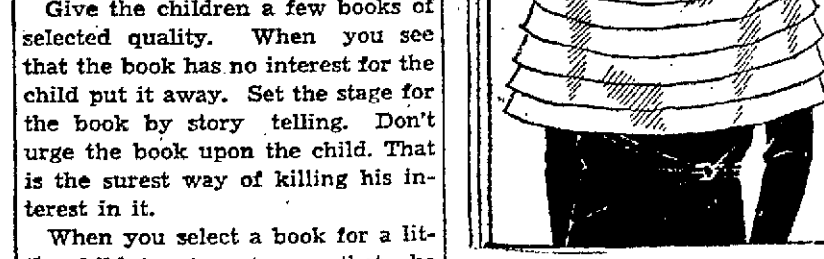 Give the children a few books of
selected quality. When you see
that the book has no interest for the
child put it away. Set the stage for
the book by story telling. Don't
urge the book upon the child. That
is the surest way of killing his in-
terest in it.
When you select a book for a lit-